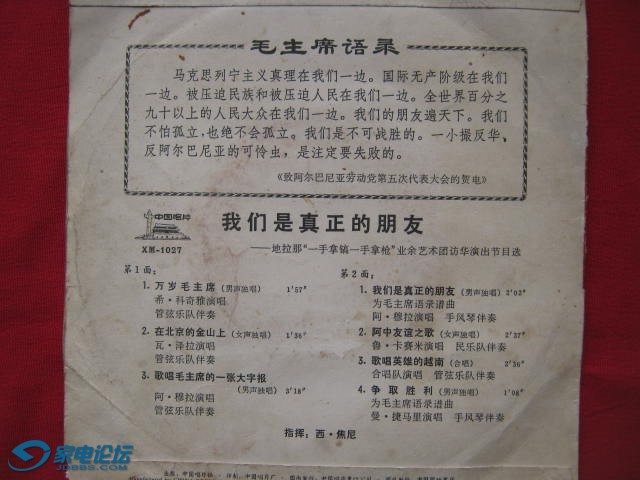 毛主席语录
马克思列宁主义真理在我们一边。国际无产阶级在我们
一边。被压迫民族和被压迫人民在我们一边。全世界百分之
九十以上的人民大众在我们一边。我们的朋友遍天下。我们
不怕孤立,也绝不会孤立。我们是不可战胜的。一小撮反华、
反阿尔巴尼亚的可怜虫,是注定要失败的。
《致阿尔巴尼亚劳动党第五次代表大会的贺电》
中国唱片
XM-1027
我们是真正的朋友
——地拉那“一手拿镐一手拿枪”业余艺术团访华演出节目选
第1面:
1. 万岁毛主席(男声独唱) 1′57″
希·科奇雅演唱
管弦乐队伴奏
2. 在北京的金山上(女声独唱) 1′36″
瓦·泽拉演唱
管弦乐队伴奏
3. 歌唱毛主席的一张大字报
(男声独唱) 3′18″
阿·穆拉演唱
管弦乐队伴奏
第2面:
1. 我们是真正的朋友(男声独唱) 2′02″
为毛主席语录谱曲
阿·穆拉演唱 手风琴伴奏
2. 阿中友谊之歌(女声独唱) 2′37″
鲁·卡赛米演唱 民乐队伴奏
3. 歌唱英雄的越南(合唱) 2′36″
合唱队演唱 管弦乐队伴奏
4. 争取胜利(男声独唱) 1′08″
为毛主席语录谱曲
曼·捷马里演唱 手风琴伴奏
指挥:西·焦尼
家电论坛
JDBBS.COM